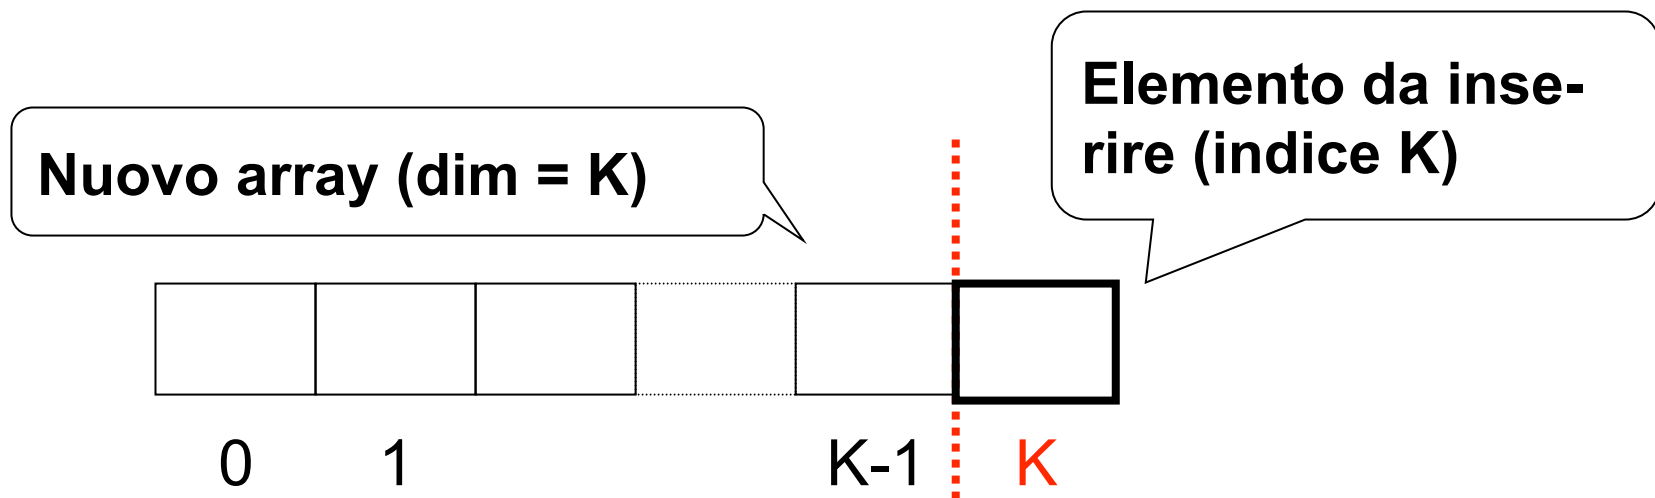 Elemento da inse-
rire (indice K)
Nuovo array (dim = K)
0 1 K-1 K